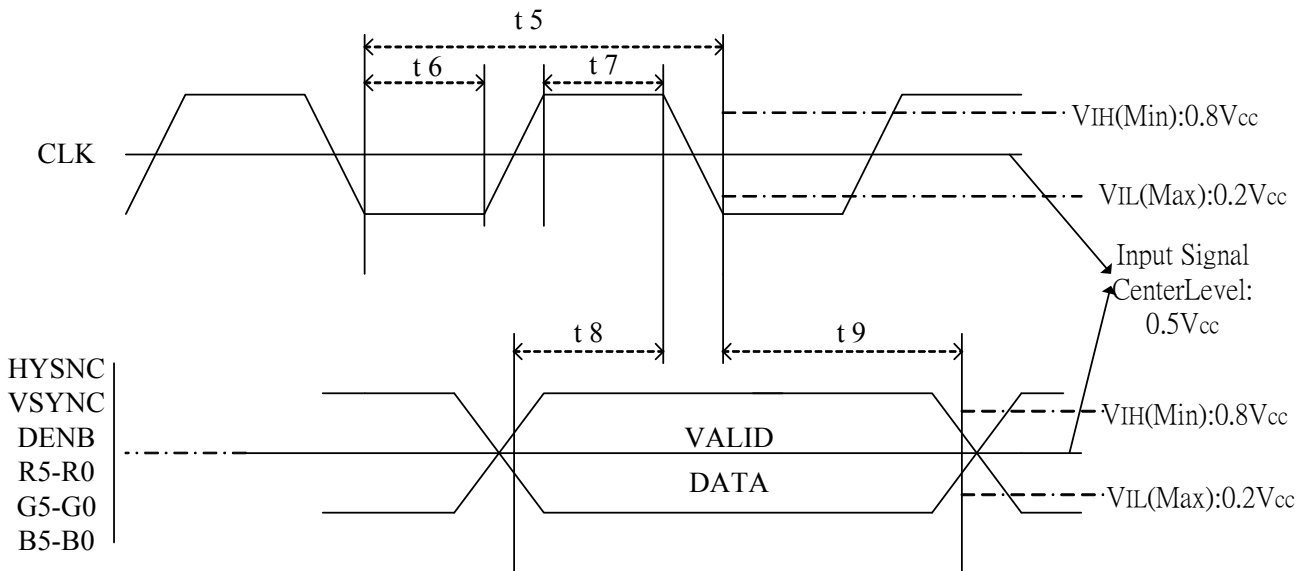 t 5
t 6
t 7
VIH(Min):0.8Vcc
CLK
VIL(Max):0.2Vcc
Input Signal
CenterLevel:
0.5Vcc
t 8
t 9
HYSNC
VSYNC
DENB
R5-R0
G5-G0
B5-B0
VALID
DATA
VIH(Min):0.8Vcc
VIL(Max):0.2Vcc